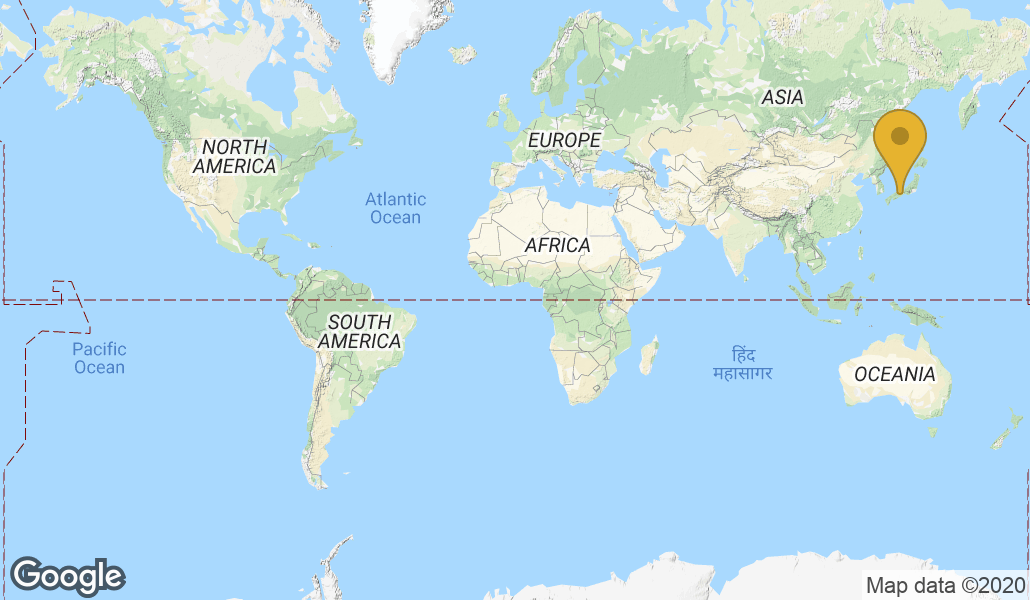 ASIA
EUROPE
NORTH
AMERICA
Atlantic
Ocean
AFRICA
SOUTH
AMERICA
Pacific
Ocean
हिंद
महासागर
OCEANIA
Google
Map data ©2020